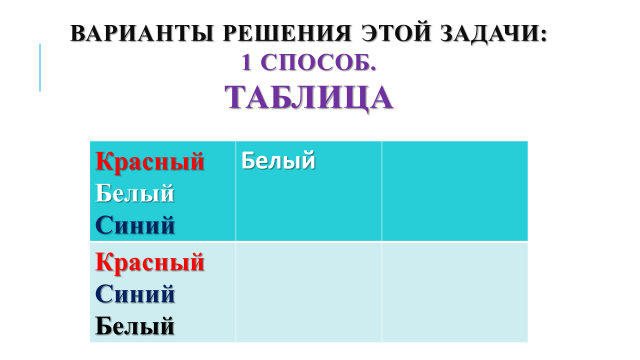 ВАРИАНТЫ РЕШЕНИЯ ЭТОЙ ЗАДАЧИ:
1 СПОСОБ.
ТАБЛИЦА
Красный
Белый
Синий
Белый
Красный
Синий
Белый